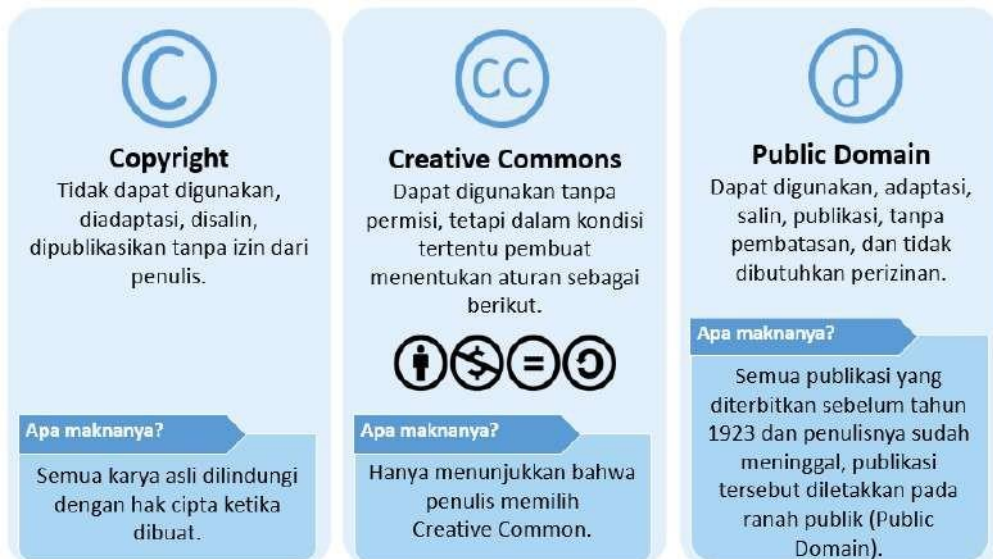 C
Copyright
Tidak dapat digunakan,
diadaptasi, disalin,
dipublikasikan tanpa izin dari
penulis.
Apa maknanya?
Semua karya asli dilindungi
dengan hak cipta ketika
dibuat.
CC
Creative Commons
Dapat digunakan tanpa
permisi, tetapi dalam kondisi
tertentu pembuat
menentukan aturan sebagai
berikut.
$ =
Apa maknanya?
Hanya menunjukkan bahwa
penulis memilih
Creative Common.
Public Domain
Dapat digunakan, adaptasi,
salin, publikasi, tanpa
pembatasan, dan tidak
dibutuhkan perizinan.
Apa maknanya?
Semua publikasi yang
diterbitkan sebelum tahun
1923 dan penulisnya sudah
meninggal, publikasi
tersebut diletakkan pada
ranah publik (Public
Domain).